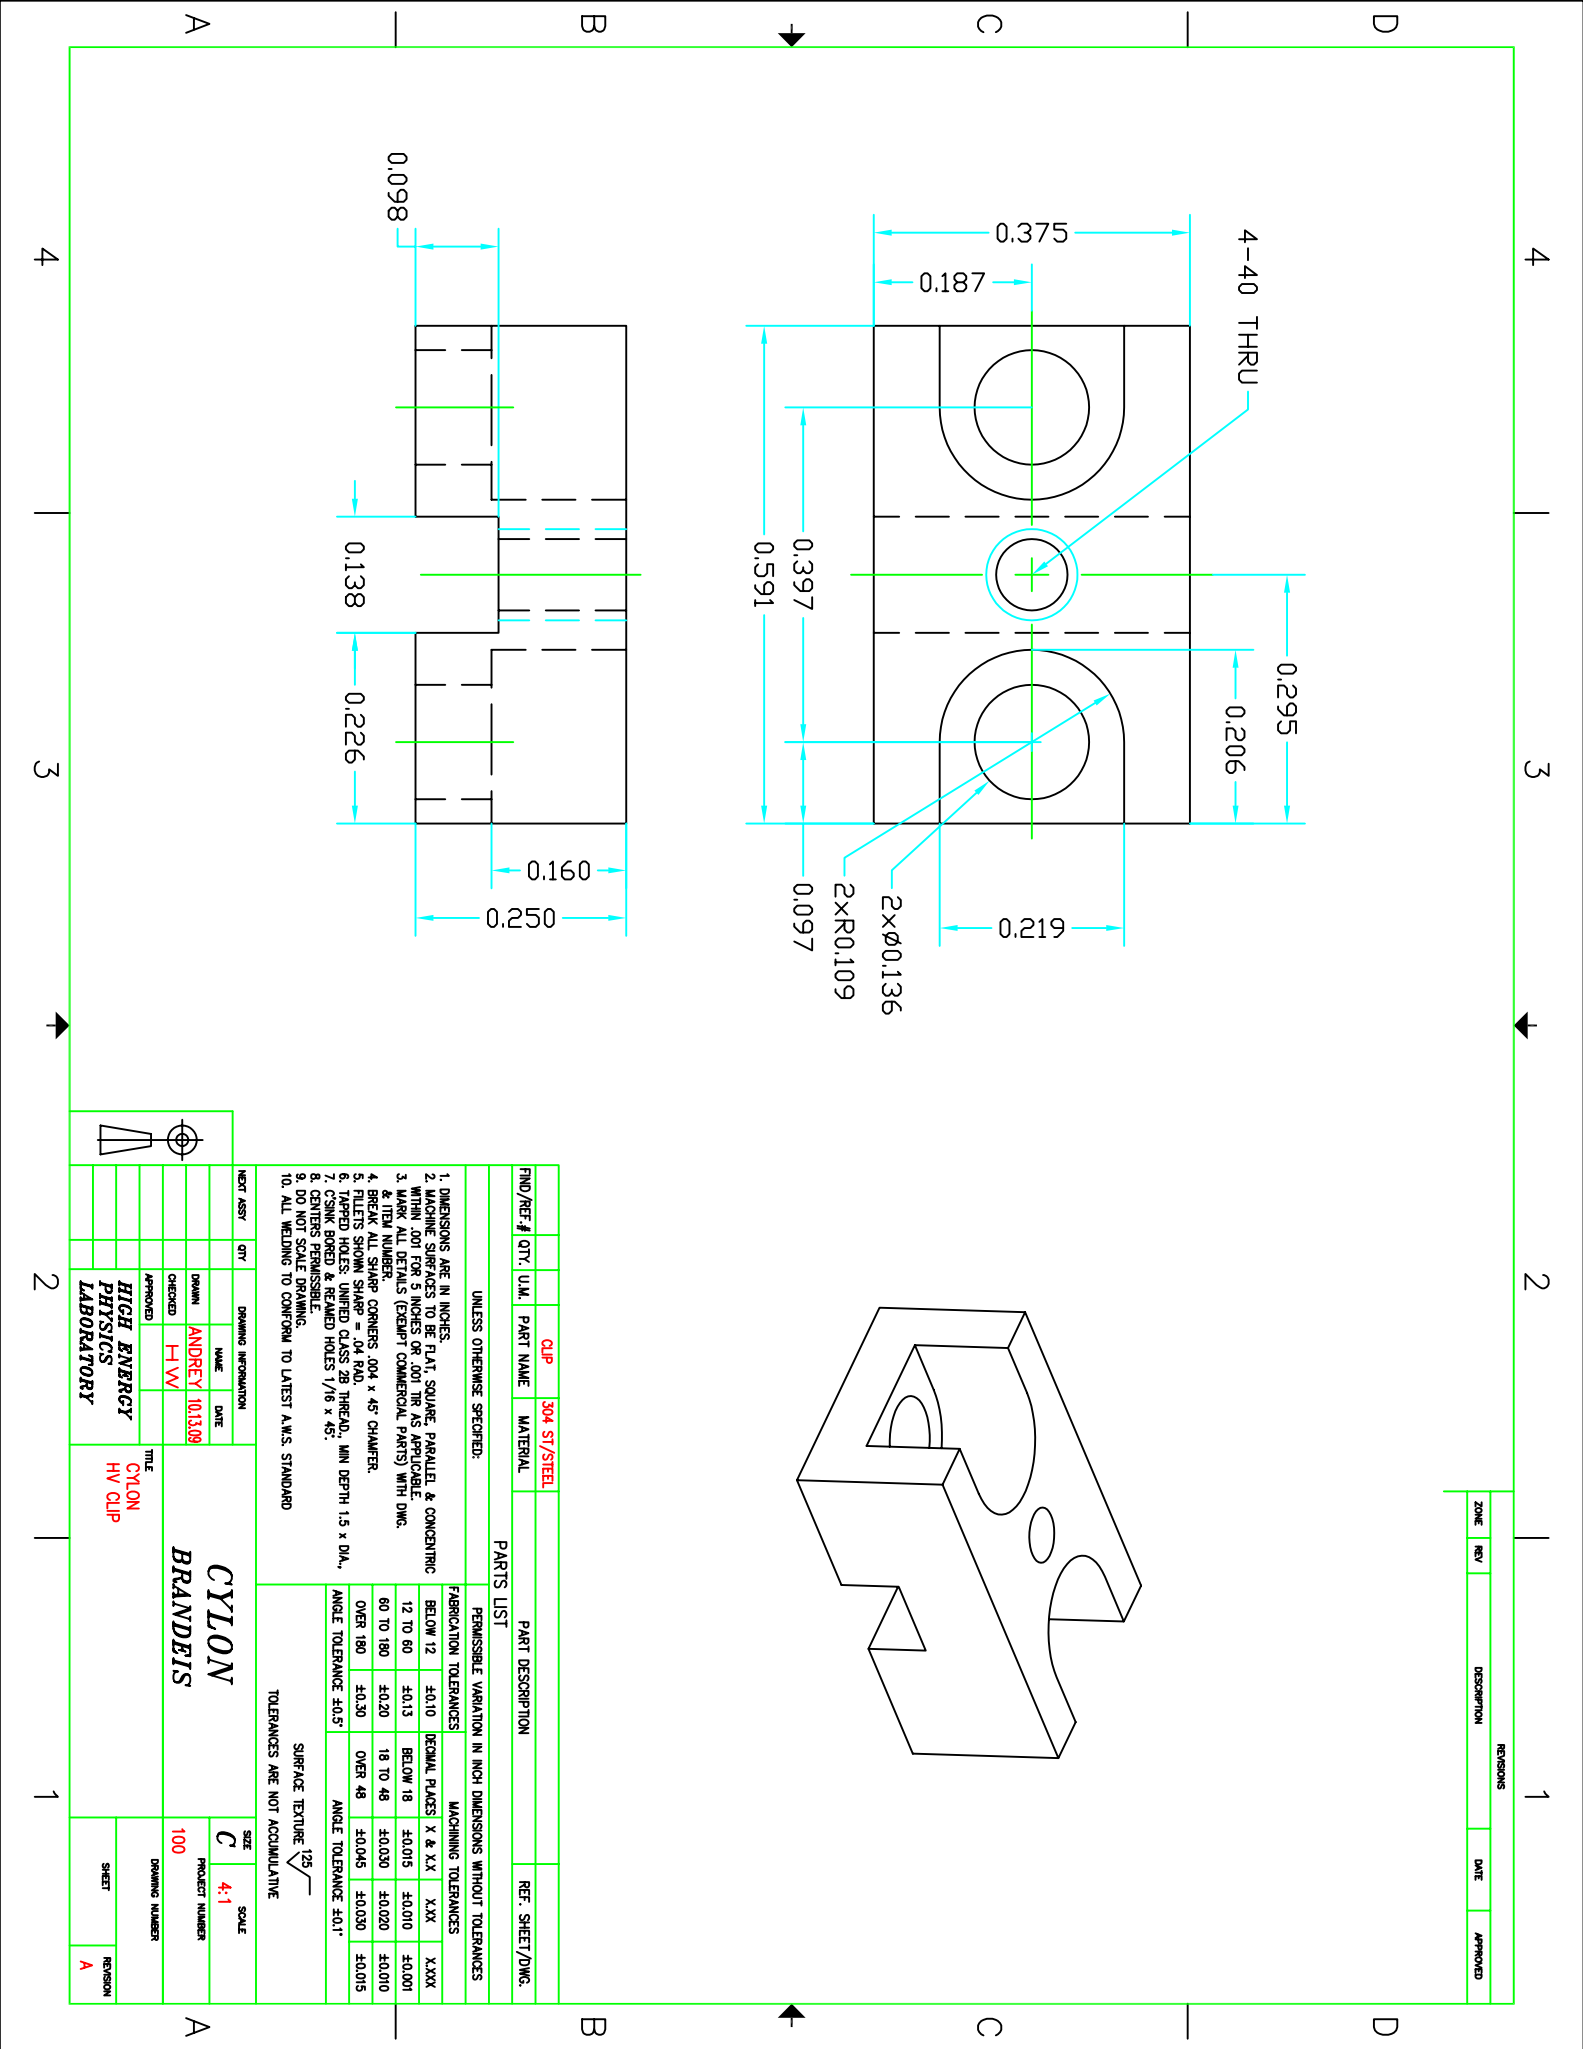 4
3
2
1
D
C
B
A
4
3
2
1
D
C
B
A
REVISIONS
ZONE REV DESCRIPTION DATE APPROVED
4-40 THRU
0.295
0.206
0.375
0.187
0.219
2xØ0.136
2xR0.109
0.397
0.097
0.591
0.160
0.250
0.098
0.138
0.226
CLIP 304 ST/STEEL
FIND/REF.# QTY. U.M. PART NAME MATERIAL PART DESCRIPTION REF. SHEET/DWG.
PARTS LIST
UNLESS OTHERWISE SPECIFIED:
1. DIMENSIONS ARE IN INCHES.
2. MACHINE SURFACES TO BE FLAT, SQUARE, PARALLEL & CONCENTRIC
WITHIN .001 FOR 5 INCHES OR .001 TIR AS APPLICABLE.
3. MARK ALL DETAILS (EXEMPT COMMERCIAL PARTS) WITH DWG.
& ITEM NUMBER.
4. BREAK ALL SHARP CORNERS .004 x 45° CHAMFER.
5. FILLETS SHOWN SHARP = .04 RAD.
6. TAPPED HOLES: UNIFIED CLASS 2B THREAD., MIN DEPTH 1.5 x DIA.,
7. C'SINK BORED & REAMED HOLES 1/16 x 45°.
8. CENTERS PERMISSIBLE.
9. DO NOT SCALE DRAWING.
10. ALL WELDING TO CONFORM TO LATEST A.W.S. STANDARD
PERMISSIBLE VARIATION IN INCH DIMENSIONS WITHOUT TOLERANCES
FABRICATION TOLERANCES MACHINING TOLERANCES
BELOW 12 ±0.10 DECIMAL PLACES X & X.X X.XX X.XXX
12 TO 60 ±0.13 BELOW 18 ±0.015 ±0.010 ±0.001
60 TO 180 ±0.20 18 TO 48 ±0.030 ±0.020 ±0.010
OVER 180 ±0.30 OVER 48 ±0.045 ±0.030 ±0.015
ANGLE TOLERANCE ±0.5° ANGLE TOLERANCE ±0.1°
SURFACE TEXTURE 125
TOLERANCES ARE NOT ACCUMULATIVE
NEXT ASSY QTY DRAWING INFORMATION
NAME DATE
DRAWN ANDREY 10.13.09
CHECKED HW
APPROVED
HIGH ENERGY
PHYSICS
LABORATORY
CYLON
BRANDEIS
TITLE
CYLON
HV CLIP
SIZE
C
SCALE
4:1
PROJECT NUMBER
100
DRAWING NUMBER
SHEET
REVISION
A